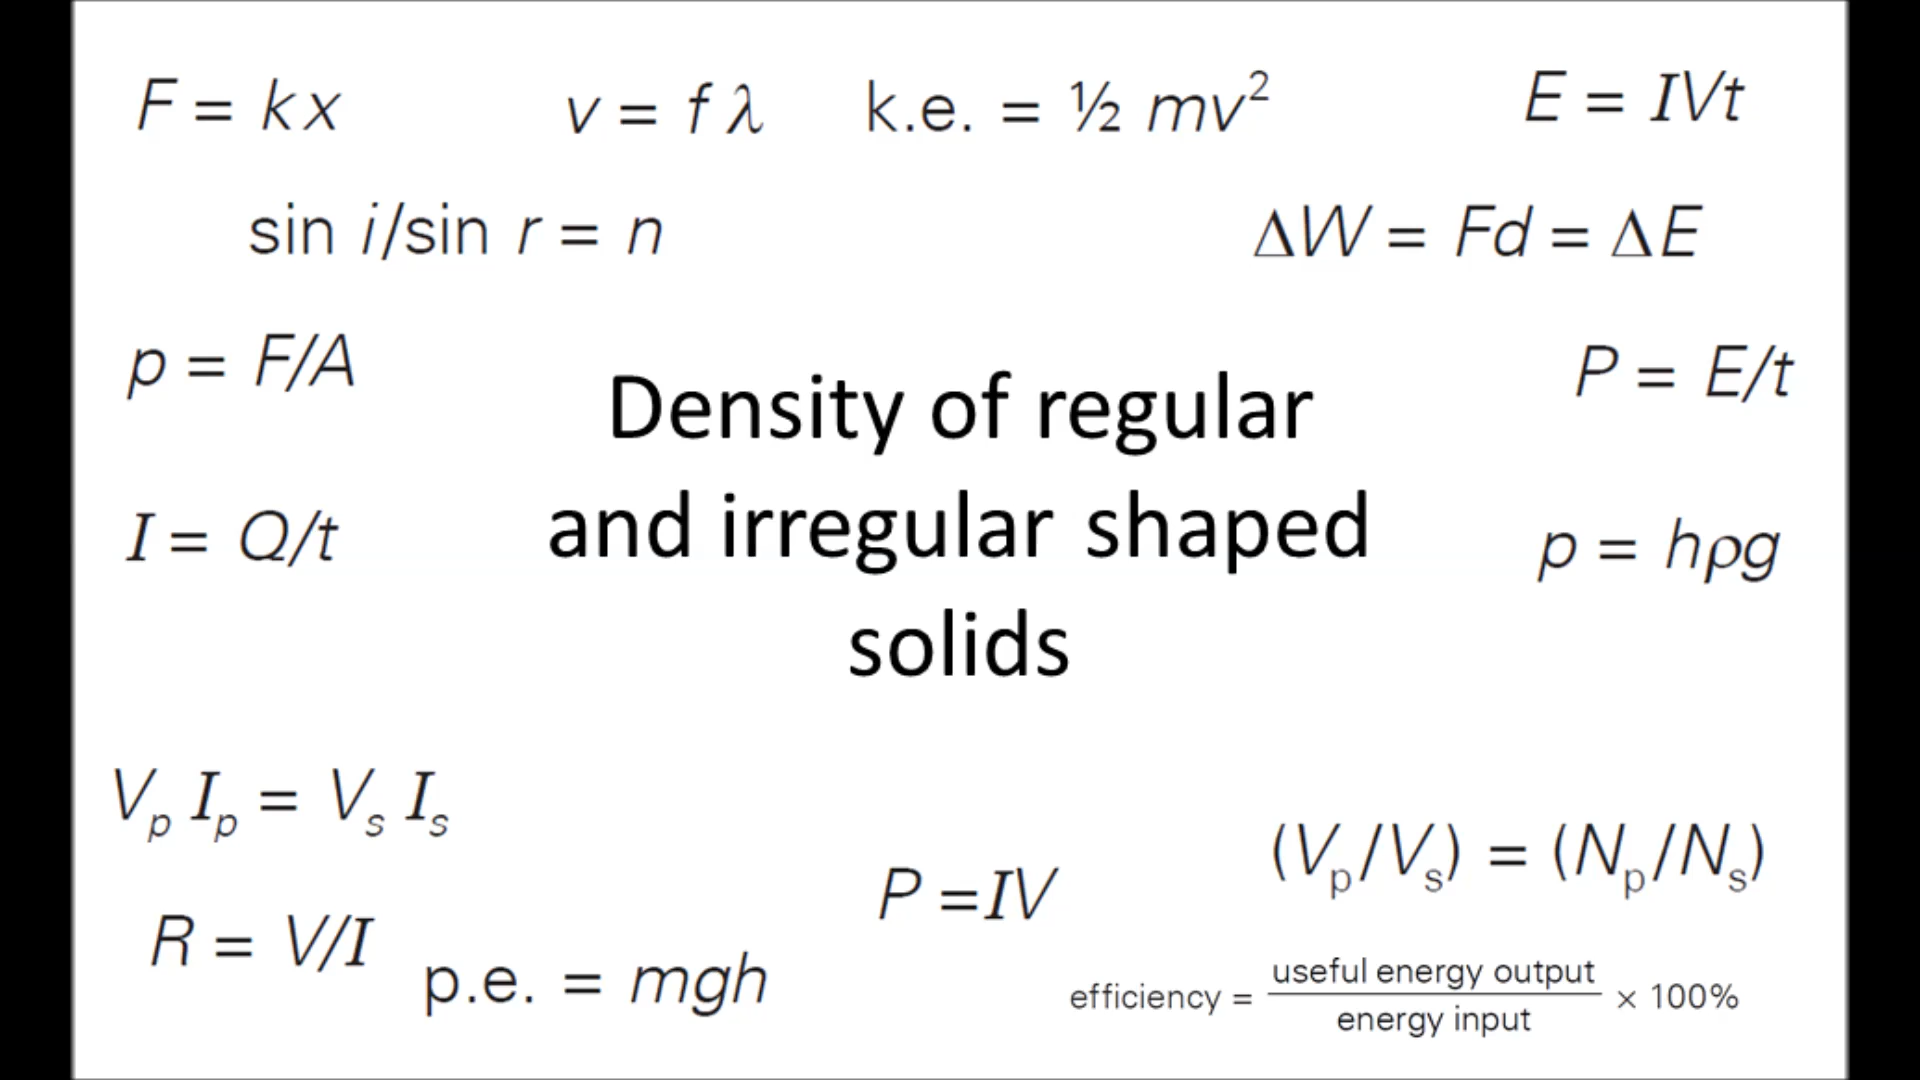 F = kx
v = fλ
k.e. = ½ mv²
E = IVt
sin i/sin r = n
ΔW = Fd = ΔE
p = F/A
P = E/t
Density of regular
and irregular shaped
solids
I = Q/t
p = hρg
Vₚ Iₚ = Vₛ Iₛ
(Vₚ/Vₛ) = (Nₚ/Nₛ)
P =IV
R = V/I
p.e. = mgh
efficiency = useful energy output
energy input
× 100%